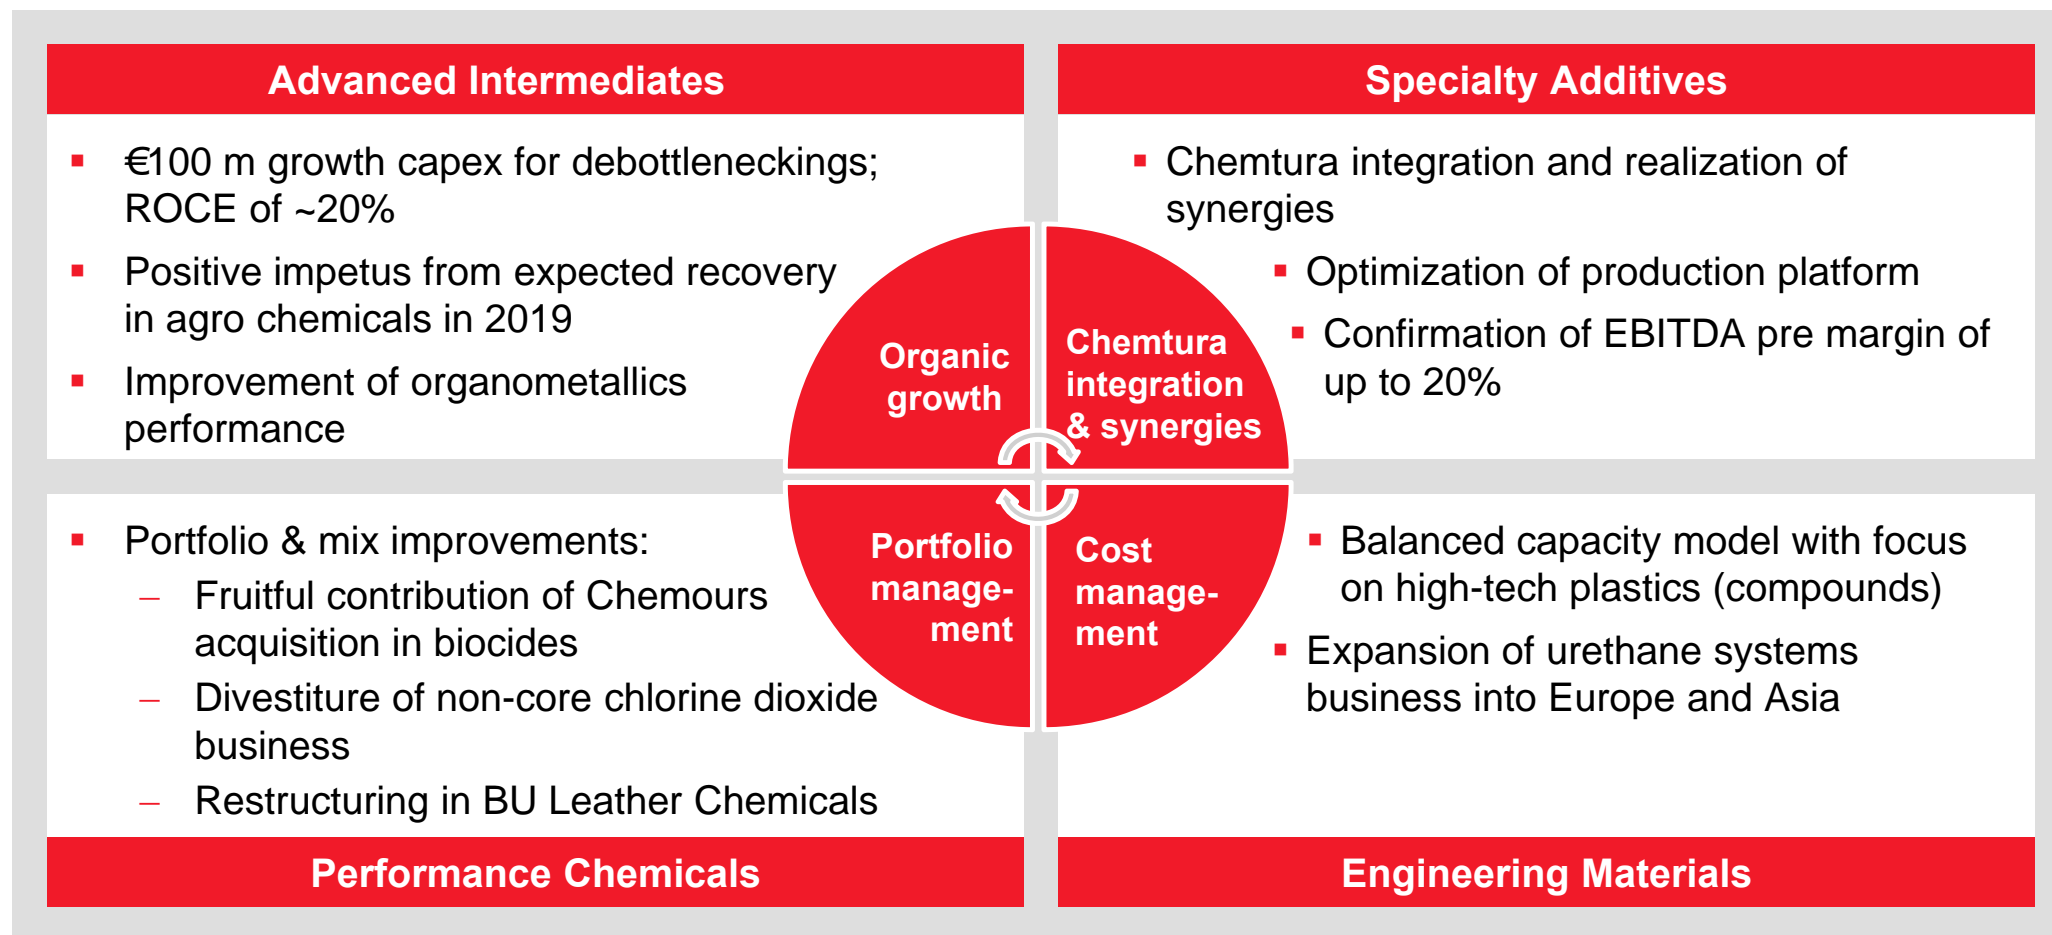 Advanced Intermediates
▪ €100 m growth capex for debottleneckings;
ROCE of ~20%
▪ Positive impetus from expected recovery
in agro chemicals in 2019
▪ Improvement of organometallics
performance
Specialty Additives
▪ Chemtura integration and realization of
synergies
▪ Optimization of production platform
▪ Confirmation of EBITDA pre margin of
up to 20%
Organic
growth
Chemtura
integration
& synergies
Portfolio
manage-
ment
Cost
manage-
ment
▪ Portfolio & mix improvements:
– Fruitful contribution of Chemours
acquisition in biocides
– Divestiture of non-core chlorine dioxide
business
– Restructuring in BU Leather Chemicals
Performance Chemicals
▪ Balanced capacity model with focus
on high-tech plastics (compounds)
▪ Expansion of urethane systems
business into Europe and Asia
Engineering Materials